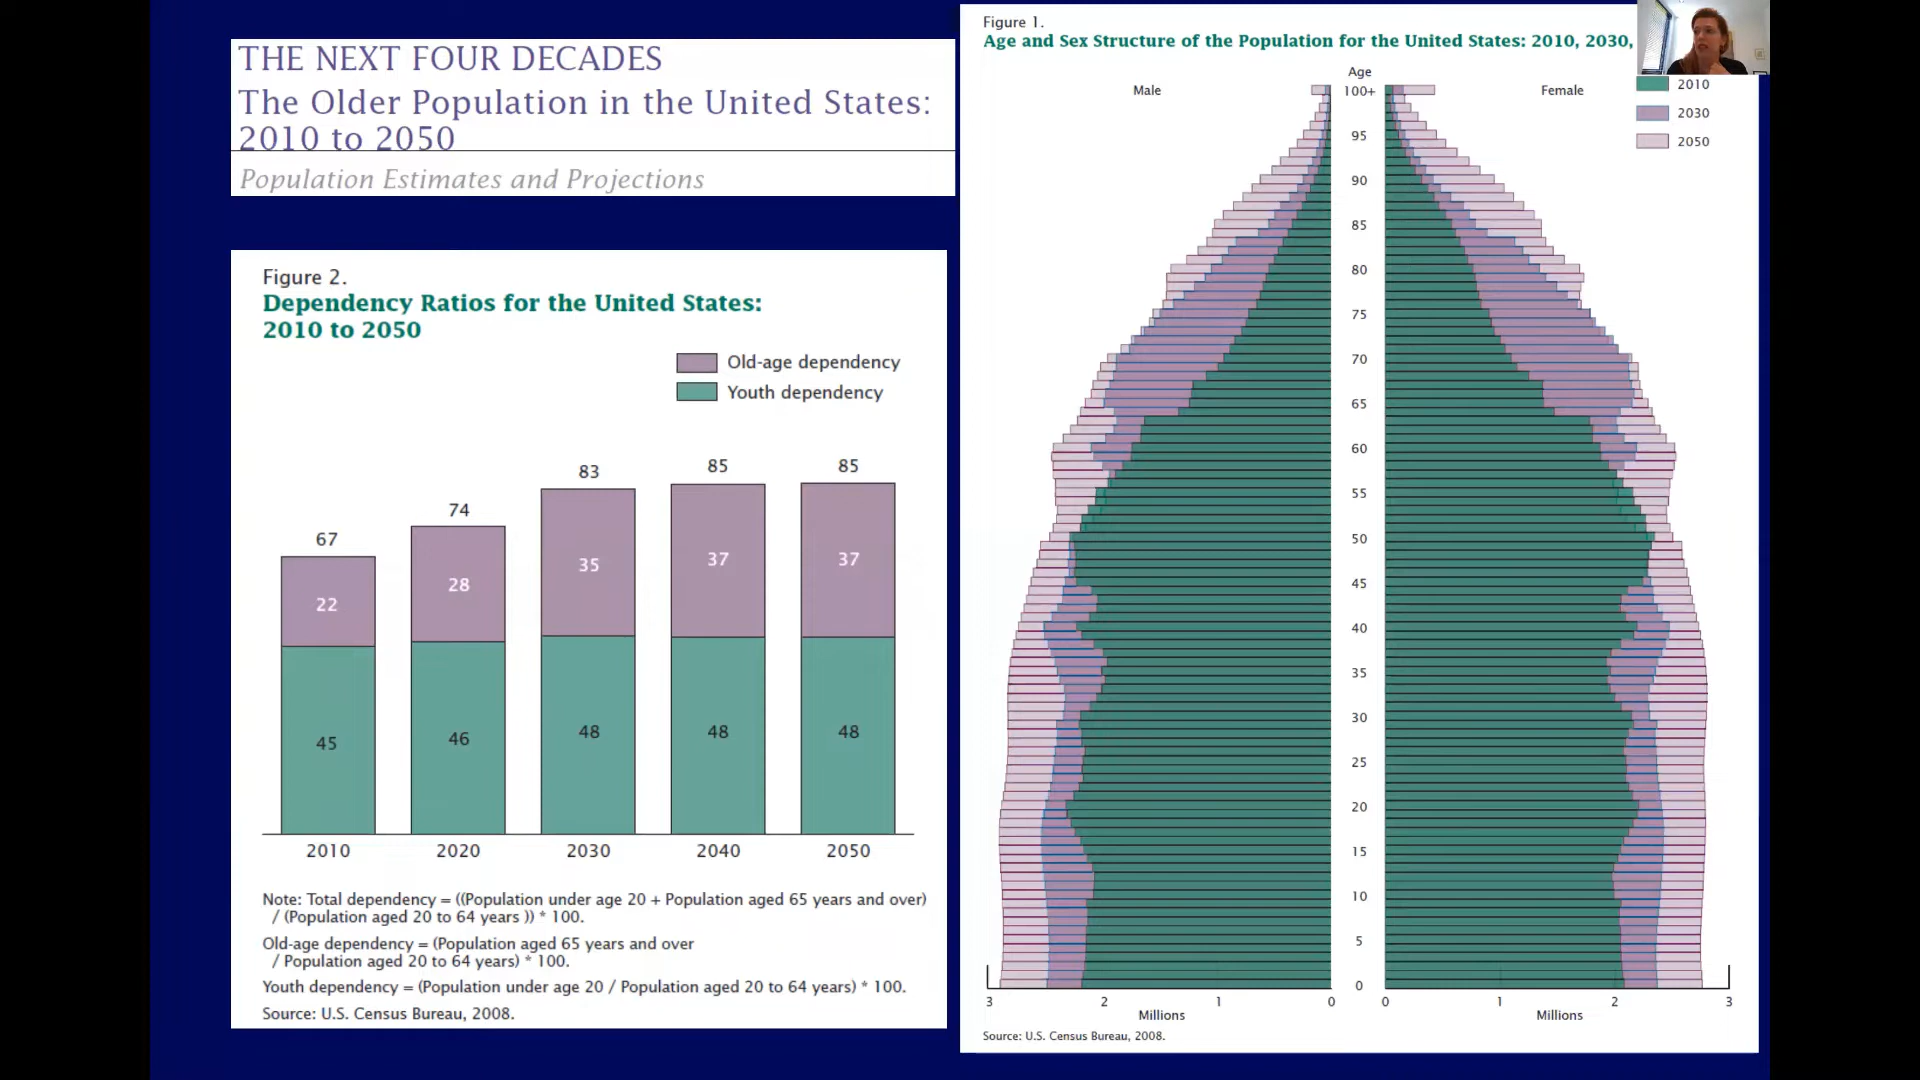 THE NEXT FOUR DECADES
The Older Population in the United States:
2010 to 2050
Population Estimates and Projections
Figure 2.
Dependency Ratios for the United States:
2010 to 2050
Old-age dependency
Youth dependency
67
74
83
85
85
22
28
35
37
37
45
46
48
48
48
2010
2020
2030
2040
2050
Note: Total dependency = ((Population under age 20 + Population aged 65 years and over)
/ (Population aged 20 to 64 years )) * 100.
Old-age dependency = (Population aged 65 years and over
/ Population aged 20 to 64 years) * 100.
Youth dependency = (Population under age 20 / Population aged 20 to 64 years) * 100.
Source: U.S. Census Bureau, 2008.
Figure 1.
Age and Sex Structure of the Population for the United States: 2010, 2030,
Age
Male
100+
Female
2010
2030
2050
95
90
85
80
75
70
65
60
55
50
45
40
35
30
25
20
15
10
5
0
3
2
1
0
0
1
2
3
Millions
Millions
Source: U.S. Census Bureau, 2008.